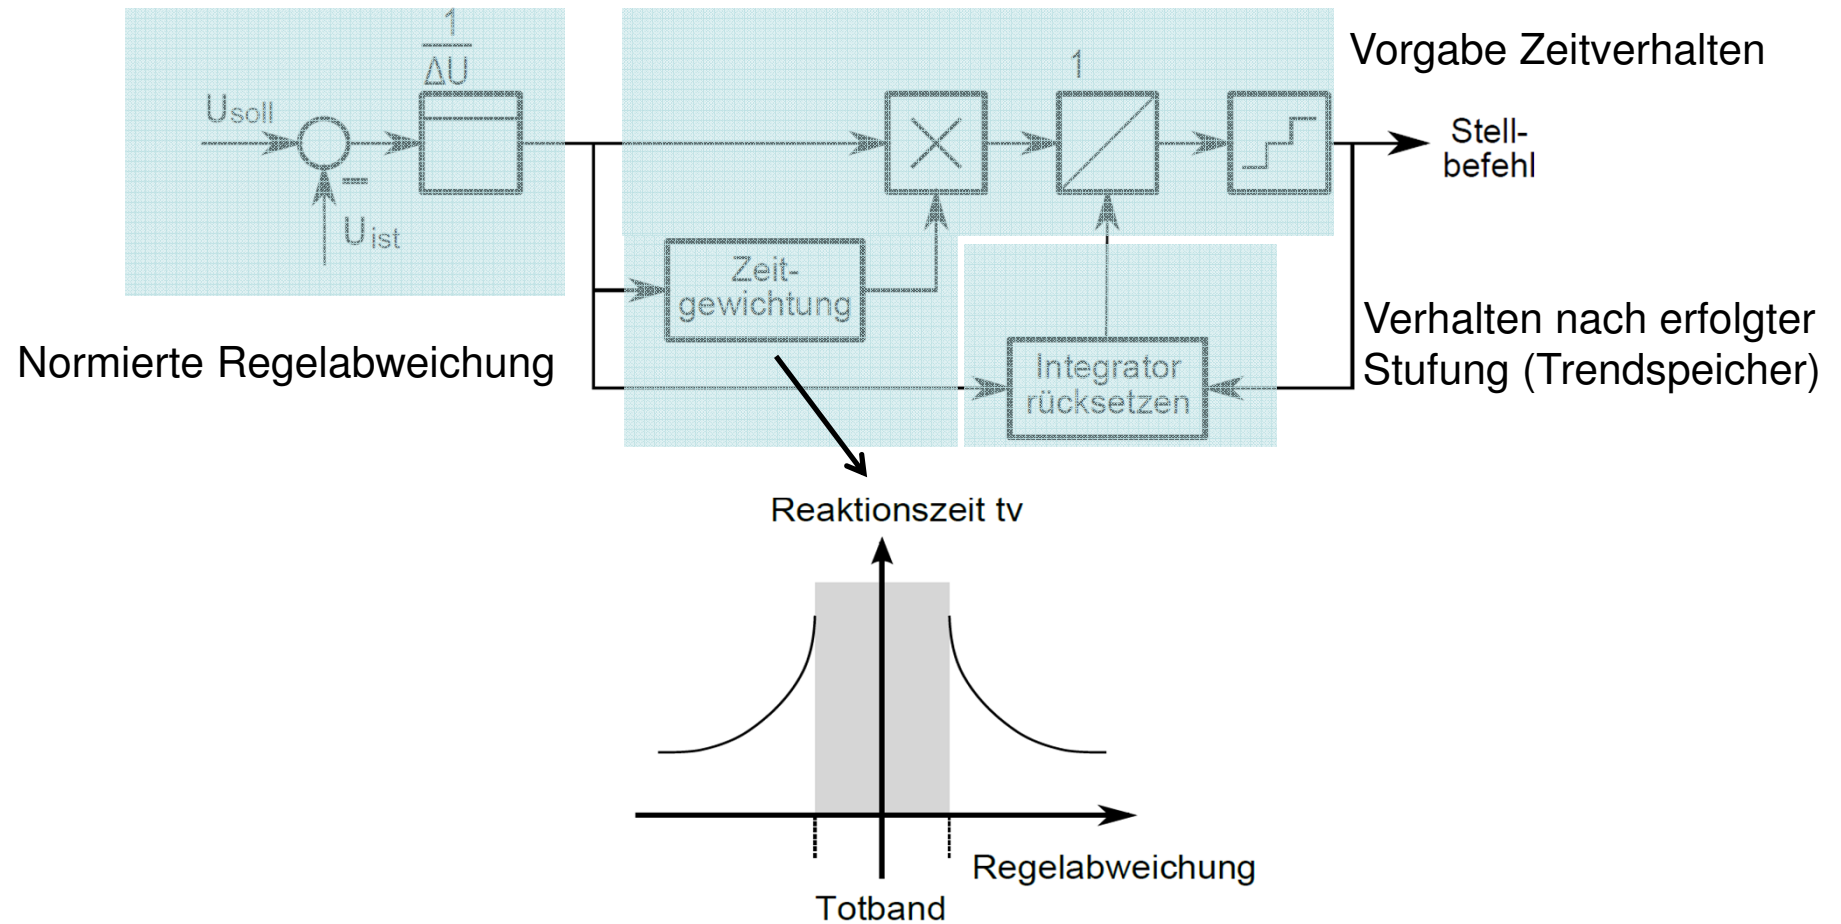 1
ΔU
Usoll
Uist
1
Vorgabe Zeitverhalten
Stell-
befehl
Zeit-
gewichtung
Normierte Regelabweichung
Integrator
rücksetzen
Verhalten nach erfolgter
Stufung (Trendspeicher)
Reaktionszeit tv
Regelabweichung
Totband